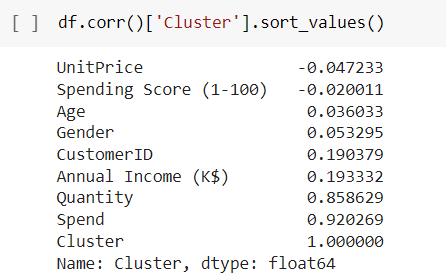 [ ] df.corr()['Cluster'].sort_values()
UnitPrice -0.047233
Spending Score (1-100) -0.020011
Age 0.036033
Gender 0.053295
CustomerID 0.190379
Annual Income (K$) 0.193332
Quantity 0.858629
Spend 0.920269
Cluster 1.000000
Name: Cluster, dtype: float64